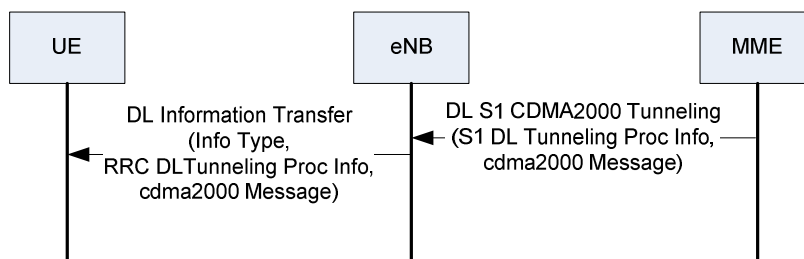 UE
eNB
MME
DL Information Transfer
(Info Type,
RRC DLTunneling Proc Info,
cdma2000 Message)
DL S1 CDMA2000 Tunneling
(S1 DL Tunneling Proc Info,
cdma2000 Message)